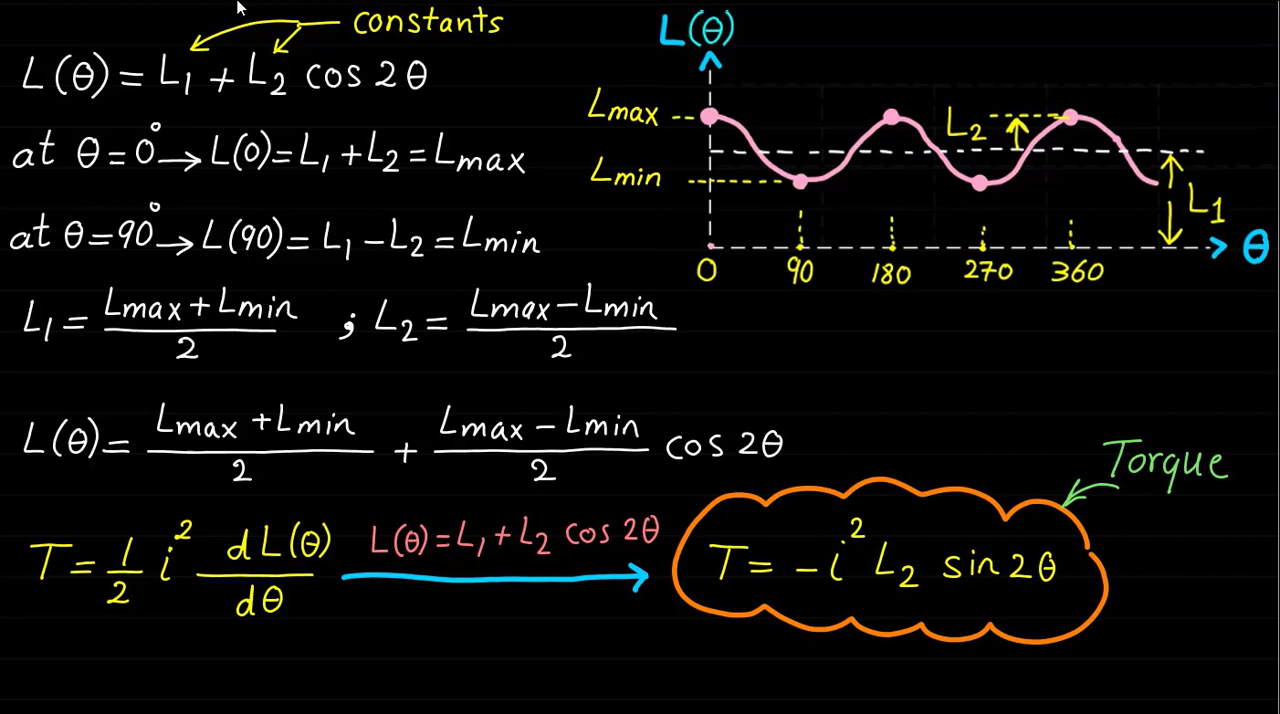 constants
L(θ) = L₁ + L₂ cos 2θ
at θ = 0° → L(0) = L₁ + L₂ = Lmax
at θ = 90° → L(90) = L₁ − L₂ = Lmin
L₁ = (Lmax + Lmin)/2 ; L₂ = (Lmax − Lmin)/2
L(θ) = (Lmax + Lmin)/2 + (Lmax − Lmin)/2 cos 2θ
T = 1/2 i² dL(θ)/dθ
L(θ) = L₁ + L₂ cos 2θ
T = −i² L₂ sin 2θ
Torque
L(θ)
Lmax
Lmin
L₂
L₁
θ
0 90 180 270 360